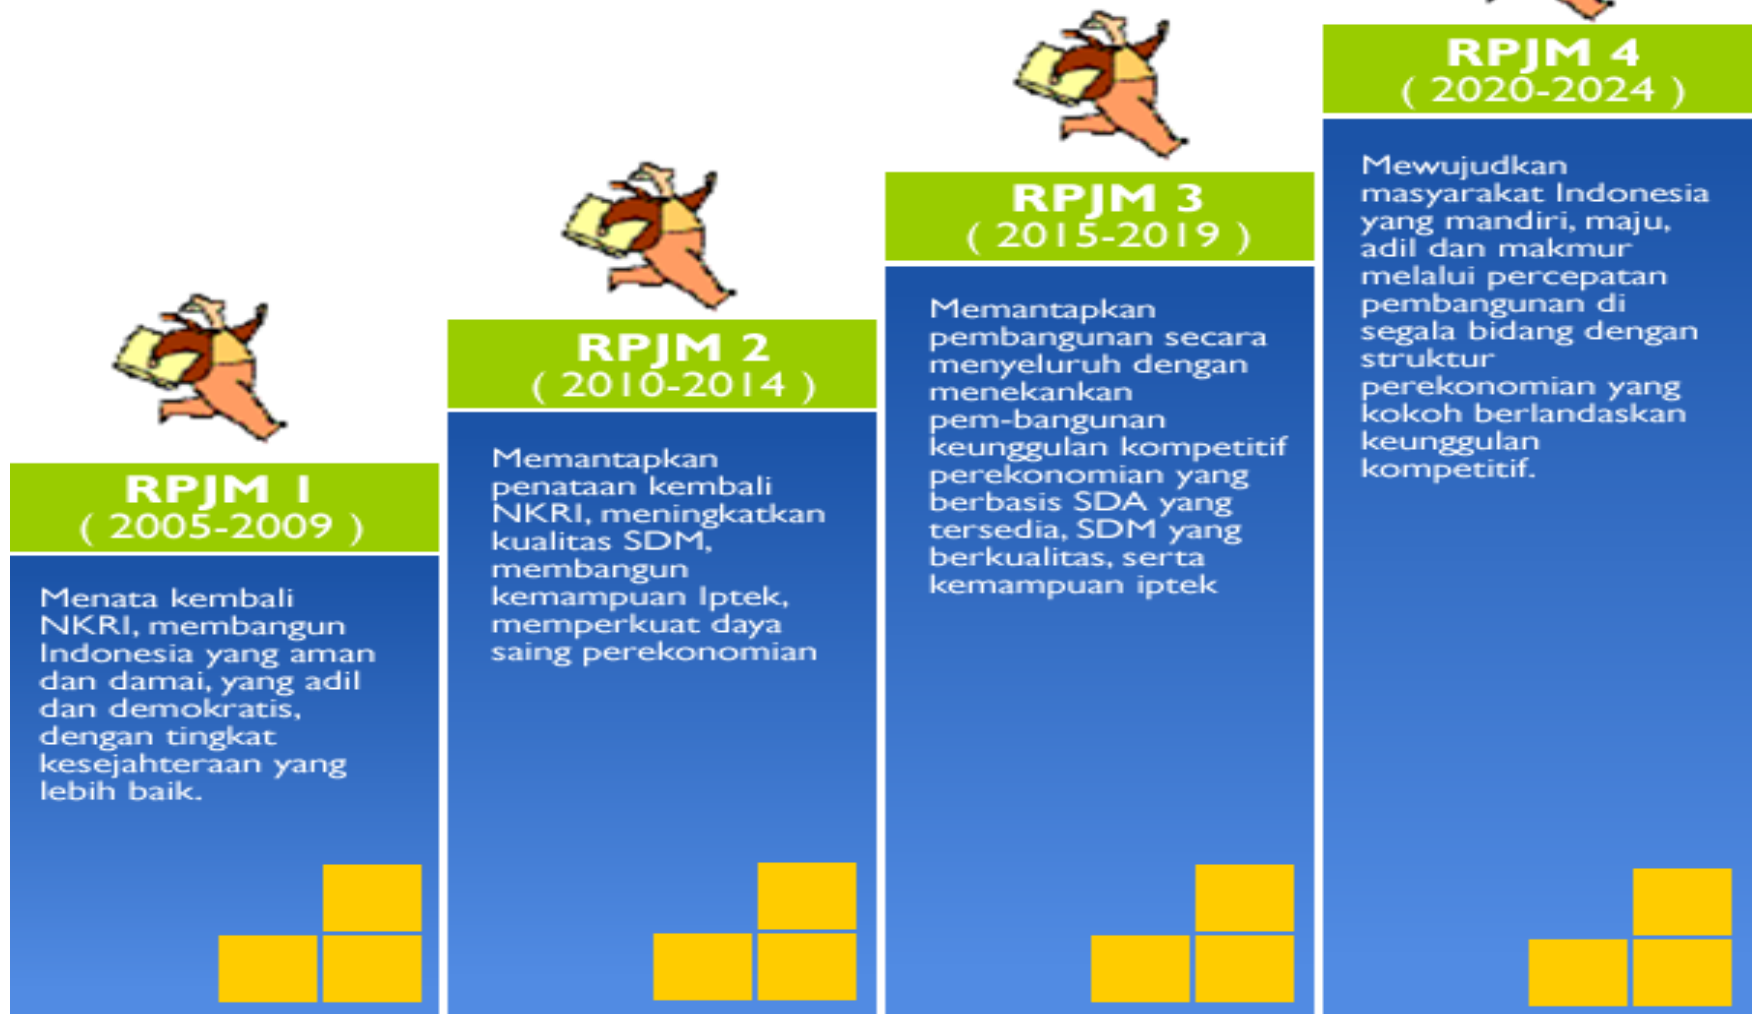 RPJM 1
( 2005-2009 )
Menata kembali
NKRI, membangun
Indonesia yang aman
dan damai, yang adil
dan demokratis,
dengan tingkat
kesejahteraan yang
lebih baik.
RPJM 2
( 2010-2014 )
Memantapkan
penataan kembali
NKRI, meningkatkan
kualitas SDM,
membangun
kemampuan Iptek,
memperkuat daya
saing perekonomian
RPJM 3
( 2015-2019 )
Memantapkan
pembangunan secara
menyeluruh dengan
menekankan
pem-bangunan
keunggulan kompetitif
perekonomian yang
berbasis SDA yang
tersedia, SDM yang
berkualitas, serta
kemampuan iptek
RPJM 4
( 2020-2024 )
Mewujudkan
masyarakat Indonesia
yang mandiri, maju,
adil dan makmur
melalui percepatan
pembangunan di
segala bidang dengan
struktur
perekonomian yang
kokoh berlandaskan
keunggulan
kompetitif.